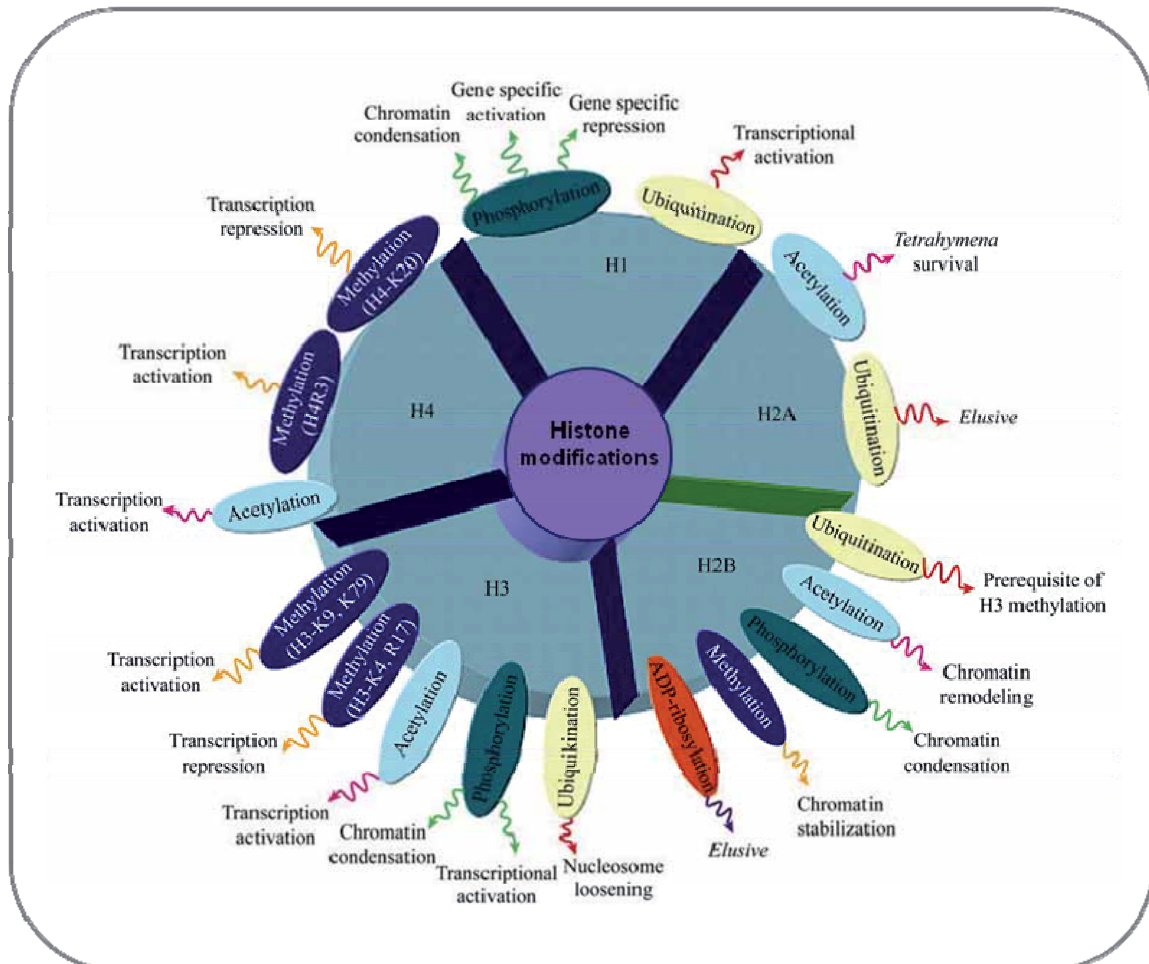 Gene specific
activation
Chromatin
condensation
Gene specific
repression
Transcriptional
activation
Phosphorylation
Ubiquitination
Transcription
repression
Methylation
(H4-K20)
H1
Acetylation
Tetrahymena
survival
Transcription
activation
Methylation
(H4R3)
H4
Histone
modifications
H2A
Ubiquitination
Elusive
Transcription
activation
Acetylation
Ubiquitination
Prerequisite of
H3 methylation
H3
H2B
Methylation
(H3-K9, K79)
Transcription
activation
Methylation
(H3-K4, R17)
Transcription
repression
Acetylation
Transcription
activation
Phosphorylation
Chromatin
condensation
Transcriptional
activation
Ubiquikination
Nucleosome
loosening
ADP-ribosylation
Elusive
Methylation
Chromatin
stabilization
Phosphorylation
Chromatin
condensation
Acetylation
Chromatin
remodeling